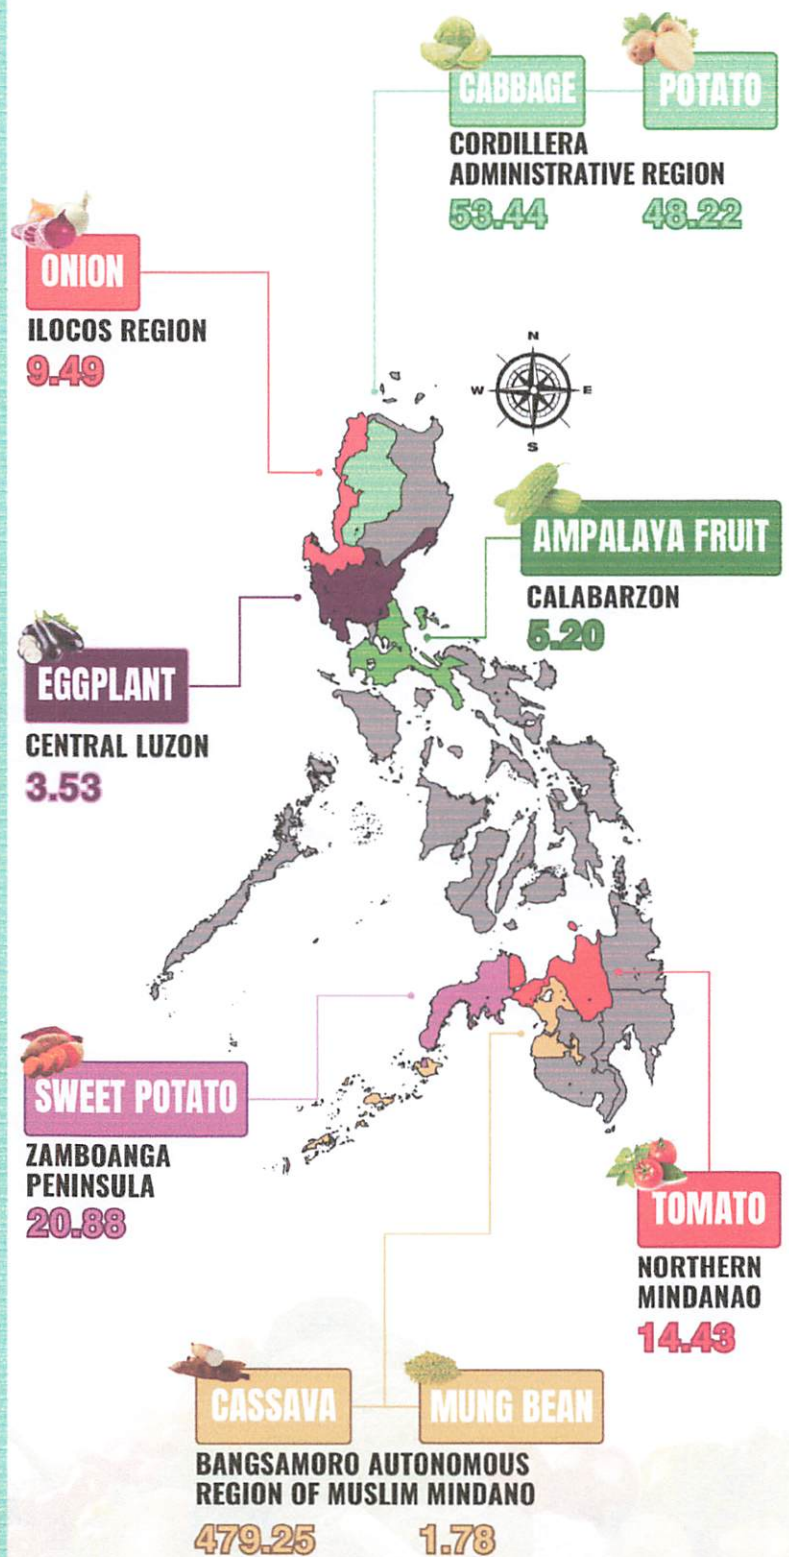 CABBAGE POTATO
CORDILLERA
ADMINISTRATIVE REGION
53.44 48.22
ONION
ILOCOS REGION
9.49
N
W E
S
AMPALAYA FRUIT
CALABARZON
5.20
EGGPLANT
CENTRAL LUZON
3.53
SWEET POTATO
ZAMBOANGA
PENINSULA
20.88
TOMATO
NORTHERN
MINDANAO
14.43
CASSAVA MUNG BEAN
BANGSAMORO AUTONOMOUS
REGION OF MUSLIM MINDANO
479.25 1.78